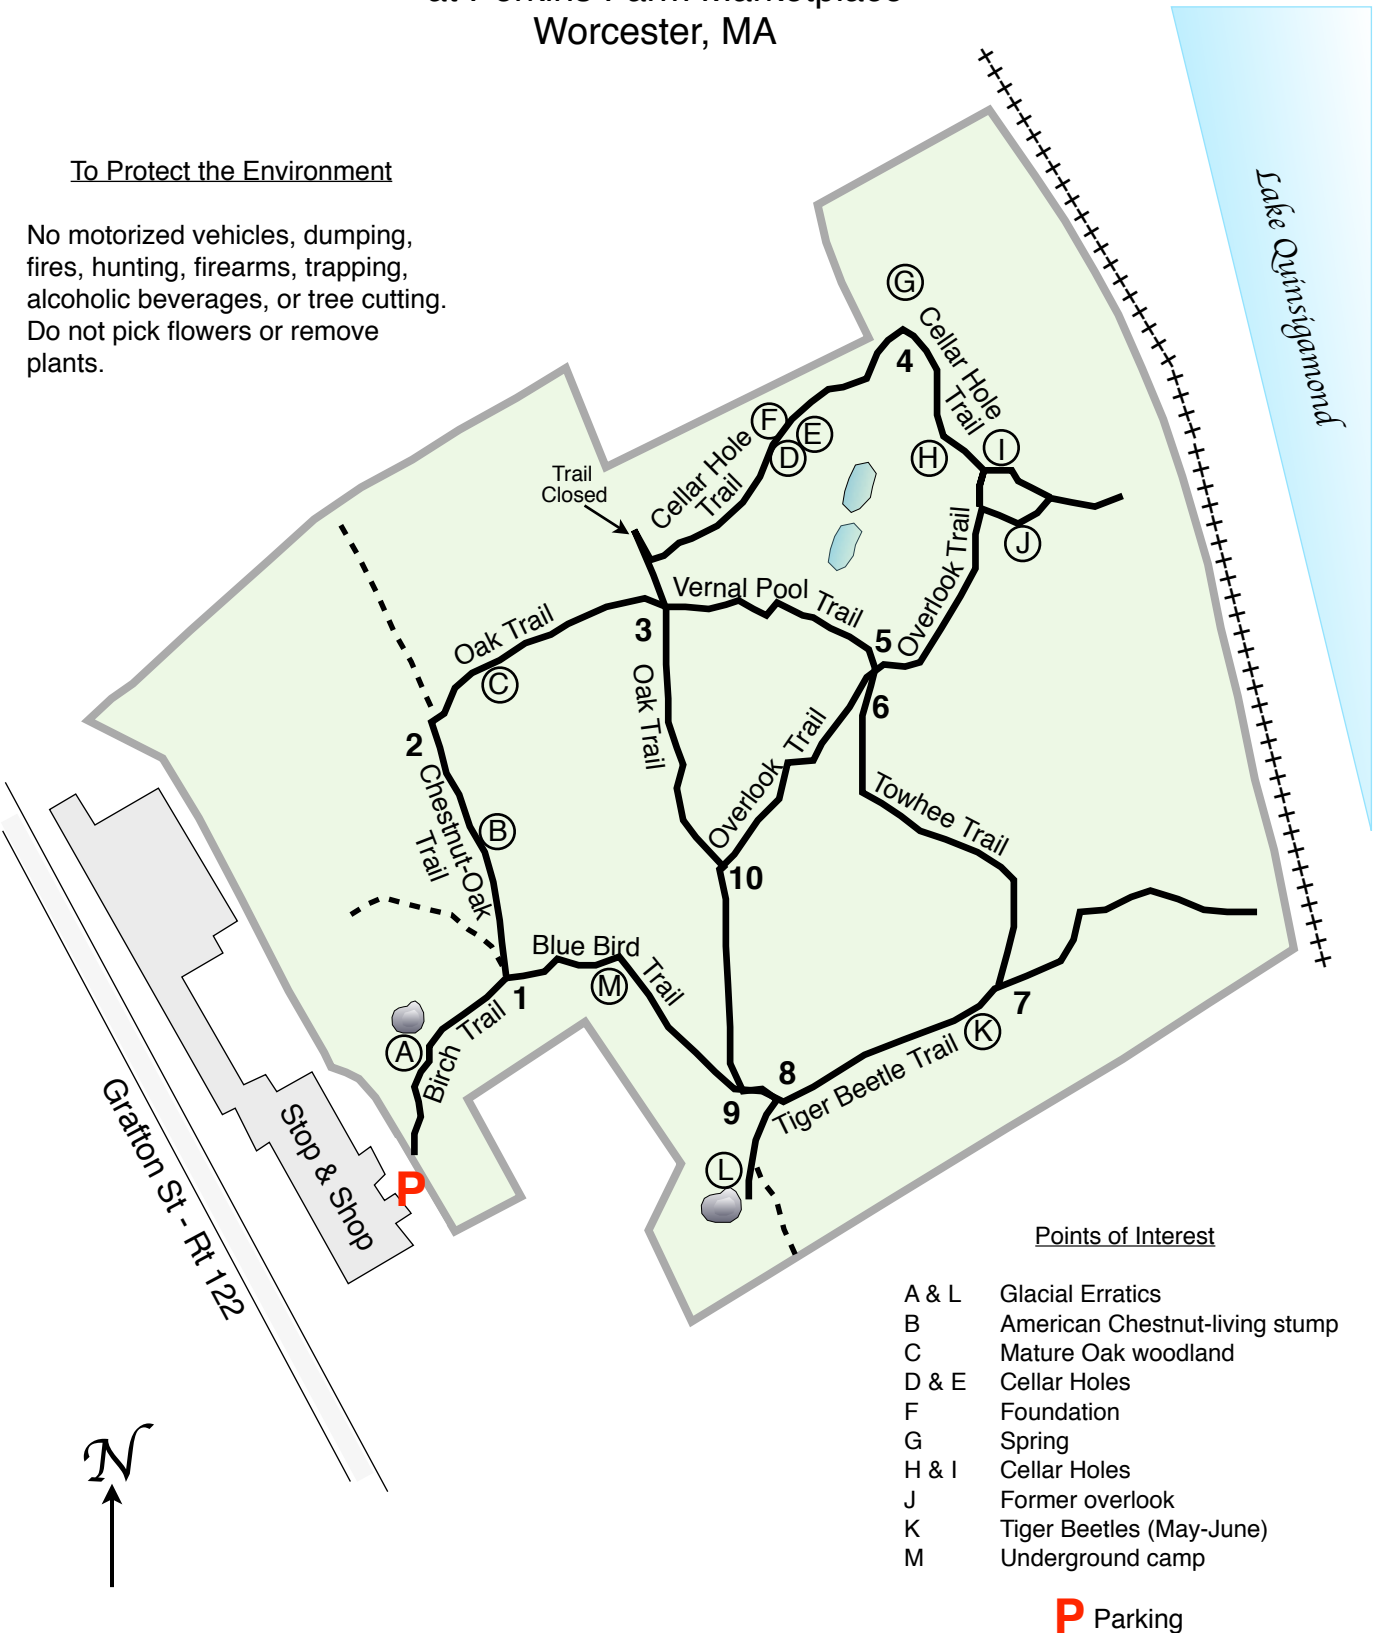 Worcester, MA
To Protect the Environment
No motorized vehicles, dumping,
fires, hunting, firearms, trapping,
alcoholic beverages, or tree cutting.
Do not pick flowers or remove
plants.
Lake Quinsigamond
G
Cellar Hole
Trail
4
F
E
D
H
I
J
Cellar Hole
Trail
Trail
Closed
Vernal Pool Trail
Overlook Trail
Oak Trail
C
3
5
6
Oak Trail
2
Chestnut-Oak
Trail
B
Overlook Trail
Towhee Trail
10
Blue Bird Trail
M
1
Birch Trail
A
7
K
Tiger Beetle Trail
8
9
L
P
Stop & Shop
Grafton St - Rt 122
N
Points of Interest
A & L Glacial Erratics
B American Chestnut-living stump
C Mature Oak woodland
D & E Cellar Holes
F Foundation
G Spring
H & I Cellar Holes
J Former overlook
K Tiger Beetles (May-June)
M Underground camp
P Parking